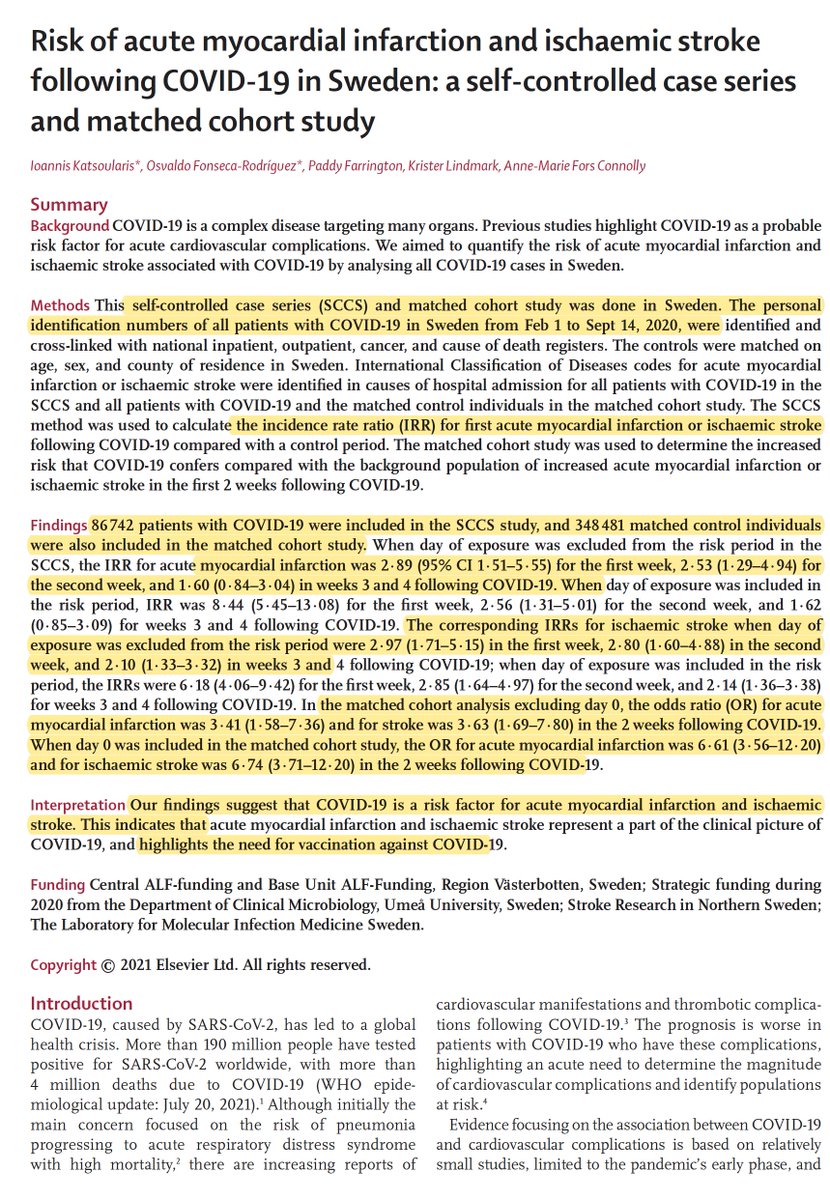 Risk of acute myocardial infarction and ischaemic stroke
following COVID-19 in Sweden: a self-controlled case series
and matched cohort study
Ioannis Katsoularis*, Osvaldo Fonseca-Rodríguez*, Paddy Farrington, Krister Lindmark, Anne-Marie Fors Connolly
Summary
Background COVID-19 is a complex disease targeting many organs. Previous studies highlight COVID-19 as a probable
risk factor for acute cardiovascular complications. We aimed to quantify the risk of acute myocardial infarction and
ischaemic stroke associated with COVID-19 by analysing all COVID-19 cases in Sweden.
Methods This self-controlled case series (SCCS) and matched cohort study was done in Sweden. The personal
identification numbers of all patients with COVID-19 in Sweden from Feb 1 to Sept 14, 2020, were identified and
cross-linked with national inpatient, outpatient, cancer, and cause of death registers. The controls were matched on
age, sex, and county of residence in Sweden. International Classification of Diseases codes for acute myocardial
infarction or ischaemic stroke were identified in causes of hospital admission for all patients with COVID-19 in the
SCCS and all patients with COVID-19 and the matched control individuals in the matched cohort study. The SCCS
method was used to calculate the incidence rate ratio (IRR) for first acute myocardial infarction or ischaemic stroke
following COVID-19 compared with a control period. The matched cohort study was used to determine the increased
risk that COVID-19 confers compared with the background population of increased acute myocardial infarction or
ischaemic stroke in the first 2 weeks following COVID-19.
Findings 86 742 patients with COVID-19 were included in the SCCS study, and 348 481 matched control individuals
were also included in the matched cohort study. When day of exposure was excluded from the risk period in the
SCCS, the IRR for acute myocardial infarction was 2·89 (95% CI 1·51–5·55) for the first week, 2·53 (1·29–4·94) for
the second week, and 1·60 (0·84–3·04) in weeks 3 and 4 following COVID-19. When day of exposure was included in
the risk period, IRR was 8·44 (5·45–13·08) for the first week, 2·56 (1·31–5·01) for the second week, and 1·62
(0·85–3·09) for weeks 3 and 4 following COVID-19. The corresponding IRRs for ischaemic stroke when day of
exposure was excluded from the risk period were 2·97 (1·71–5·15) in the first week, 2·80 (1·60–4·88) in the second
week, and 2·10 (1·33–3·32) in weeks 3 and 4 following COVID-19; when day of exposure was included in the risk
period, the IRRs were 6·18 (4·06–9·42) for the first week, 2·85 (1·64–4·97) for the second week, and 2·14 (1·36–3·38)
for weeks 3 and 4 following COVID-19. In the matched cohort analysis excluding day 0, the odds ratio (OR) for acute
myocardial infarction was 3·41 (1·58–7·36) and for stroke was 3·63 (1·69–7·80) in the 2 weeks following COVID-19.
When day 0 was included in the matched cohort study, the OR for acute myocardial infarction was 6·61 (3·56–12·20)
and for ischaemic stroke was 6·74 (3·71–12·20) in the 2 weeks following COVID-19.
Interpretation Our findings suggest that COVID-19 is a risk factor for acute myocardial infarction and ischaemic
stroke. This indicates that acute myocardial infarction and ischaemic stroke represent a part of the clinical picture of
COVID-19, and highlights the need for vaccination against COVID-19.
Funding Central ALF-funding and Base Unit ALF-Funding, Region Västerbotten, Sweden; Strategic funding during
2020 from the Department of Clinical Microbiology, Umeå University, Sweden; Stroke Research in Northern Sweden;
The Laboratory for Molecular Infection Medicine Sweden.
Copyright © 2021 Elsevier Ltd. All rights reserved.
Introduction
COVID-19, caused by SARS-CoV-2, has led to a global
health crisis. More than 190 million people have tested
positive for SARS-CoV-2 worldwide, with more than
4 million deaths due to COVID-19 (WHO epide-
miological update: July 20, 2021).¹ Although initially the
main concern focused on the risk of pneumonia
progressing to acute respiratory distress syndrome
with high mortality,² there are increasing reports of
cardiovascular manifestations and thrombotic complica-
tions following COVID-19.³ The prognosis is worse in
patients with COVID-19 who have these complications,
highlighting an acute need to determine the magnitude
of cardiovascular complications and identify populations
at risk.⁴
Evidence focusing on the association between COVID-19
and cardiovascular complications is based on relatively
small studies, limited to the pandemic's early phase, and